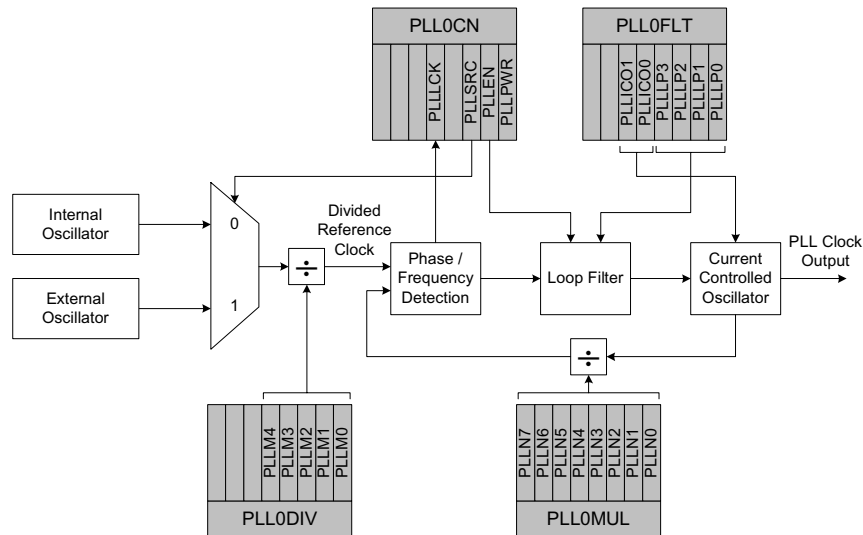 PLL0CN
PLLLCK
PLLSRC
PLLEN
PLLPWR
PLL0FLT
PLLICO1
PLLICO0
PLLLP3
PLLLP2
PLLLP1
PLLLP0
Internal
Oscillator
External
Oscillator
0
1
÷
Divided
Reference
Clock
Phase /
Frequency
Detection
Loop Filter
Current
Controlled
Oscillator
PLL Clock
Output
÷
PLLM4
PLLM3
PLLM2
PLLM1
PLLM0
PLL0DIV
PLLN7
PLLN6
PLLN5
PLLN4
PLLN3
PLLN2
PLLN1
PLLN0
PLL0MUL